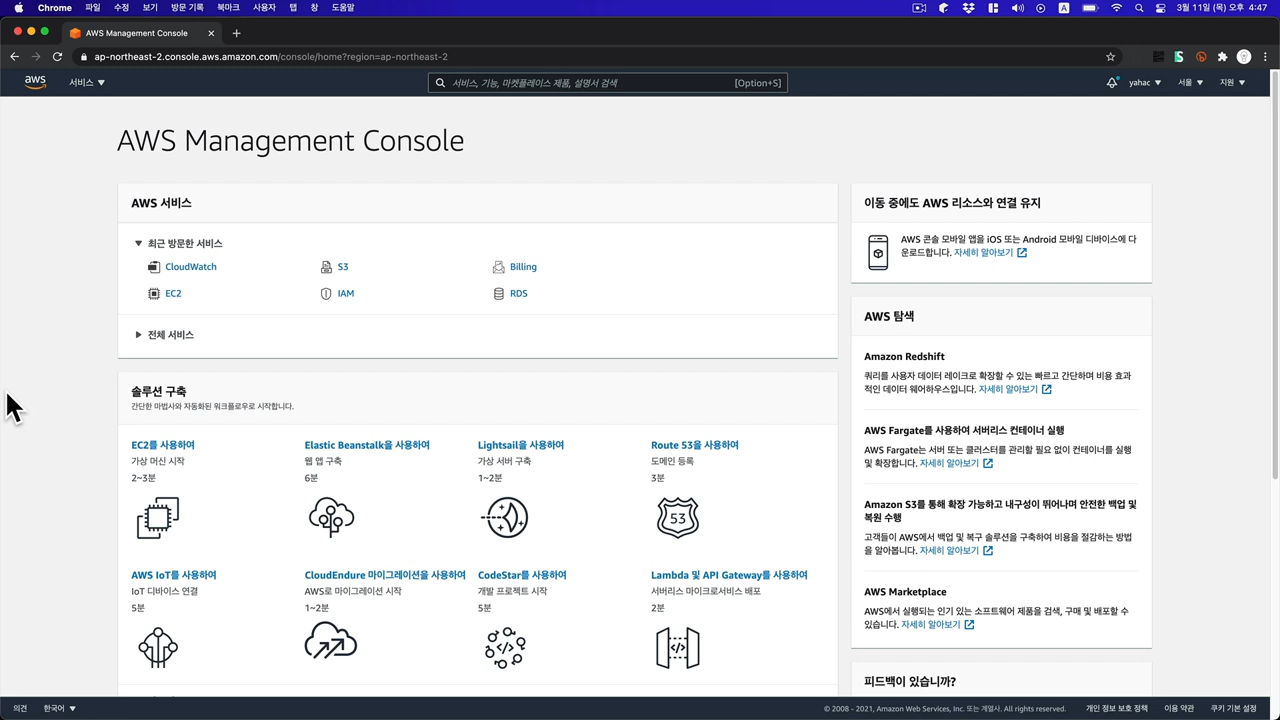 Chrome 파일 수정 보기 방문 기록 북마크 사용자 탭 창 도움말
A 3월 11일 (목) 오후 4:47
AWS Management Console
ap-northeast-2.console.aws.amazon.com/console/home?region=ap-northeast-2
aws 서비스 서비스, 기능, 마켓플레이스 제품, 설명서 검색 [Option+S] yahac 서울 지원
AWS Management Console
AWS 서비스
최근 방문한 서비스
CloudWatch S3 Billing
EC2 IAM RDS
전체 서비스
솔루션 구축
간단한 마법사와 자동화된 워크플로우로 시작합니다.
EC2를 사용하여
가상 머신 시작
2~3분
Elastic Beanstalk을 사용하여
웹 앱 구축
6분
Lightsail을 사용하여
가상 서버 구축
1~2분
Route 53을 사용하여
도메인 등록
3분
53
AWS IoT를 사용하여
IoT 디바이스 연결
5분
CloudEndure 마이그레이션을 사용하여
AWS로 마이그레이션 시작
1~2분
CodeStar를 사용하여
개발 프로젝트 시작
5분
Lambda 및 API Gateway를 사용하여
서버리스 마이크로서비스 배포
2분
이동 중에도 AWS 리소스와 연결 유지
AWS 콘솔 모바일 앱을 iOS 또는 Android 모바일 디바이스에 다
운로드합니다. 자세히 알아보기
AWS 탐색
Amazon Redshift
쿼리를 사용자 데이터 레이크로 확장할 수 있는 빠르고 간단하며 비용 효과
적인 데이터 웨어하우스입니다. 자세히 알아보기
AWS Fargate를 사용하여 서버리스 컨테이너 실행
AWS Fargate는 서버 또는 클러스터를 관리할 필요 없이 컨테이너를 실행
및 확장합니다. 자세히 알아보기
Amazon S3를 통해 확장 가능하고 내구성이 뛰어나며 안전한 백업 및
복원 수행
고객들이 AWS에서 백업 및 복구 솔루션을 구축하여 비용을 절감하는 방법
을 알아봅니다. 자세히 알아보기
AWS Marketplace
AWS에서 실행되는 인기 있는 소프트웨어 제품을 검색, 구매 및 배포할 수
있습니다. 자세히 알아보기
피드백이 있습니까?
의견 한국어 © 2008 - 2021, Amazon Web Services, Inc. 또는 계열사. All rights reserved. 개인 정보 보호 정책 이용 약관 쿠키 기본 설정